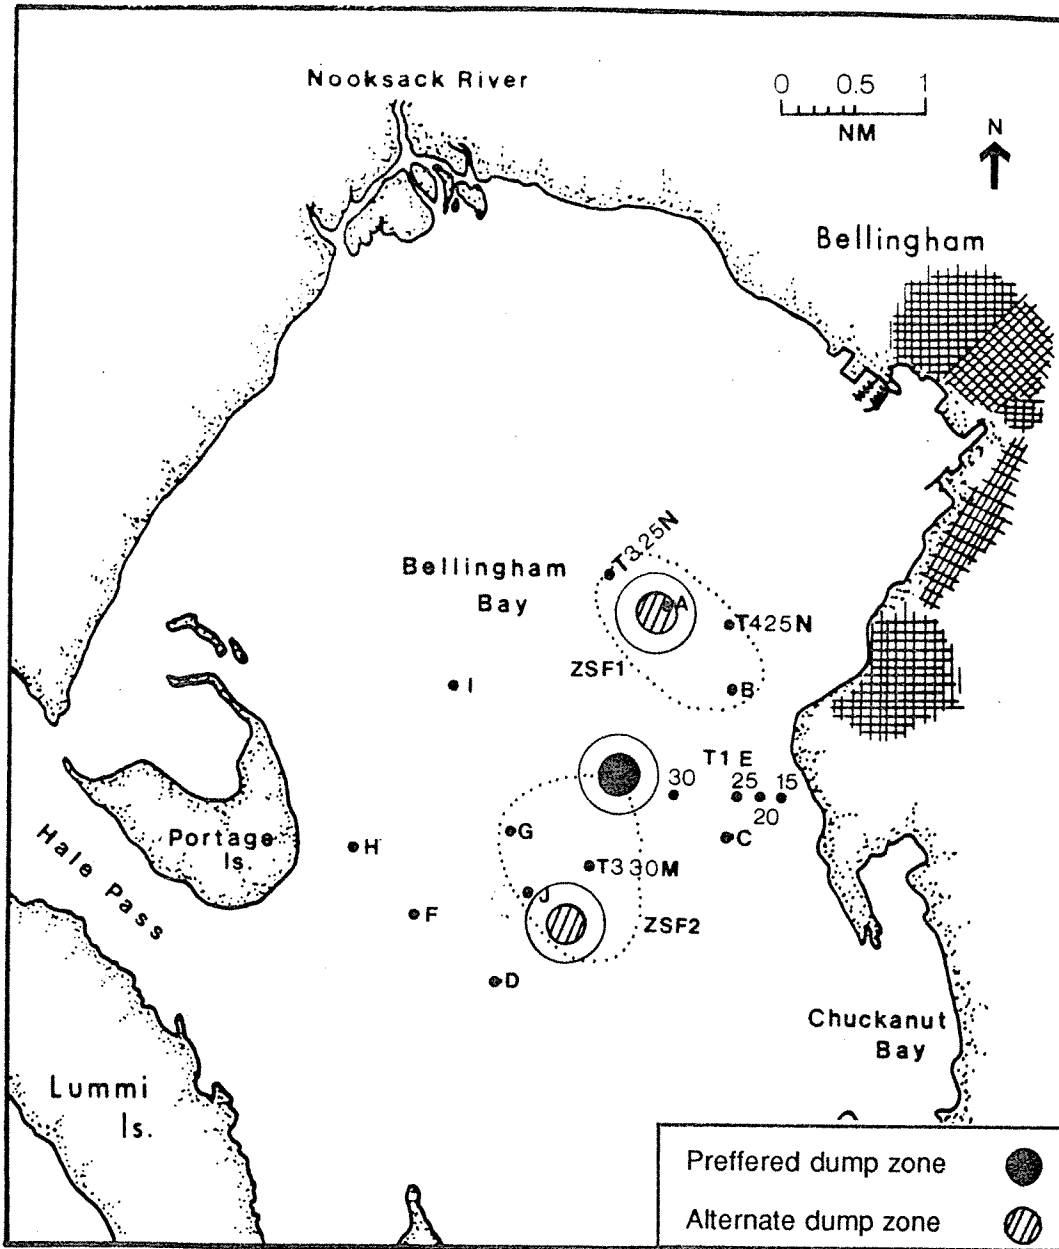 Nooksack River
0 0.5 1
NM
N
Bellingham
T325N
Bellingham
Bay
A
T425N
ZSF1
I
B
T1 E
30
25 15
20
G
C
Portage
Is.
H
T330M
Hale Pass
J
F
ZSF2
D
Chuckanut
Bay
Lummi
Is.
Preffered dump zone
Alternate dump zone